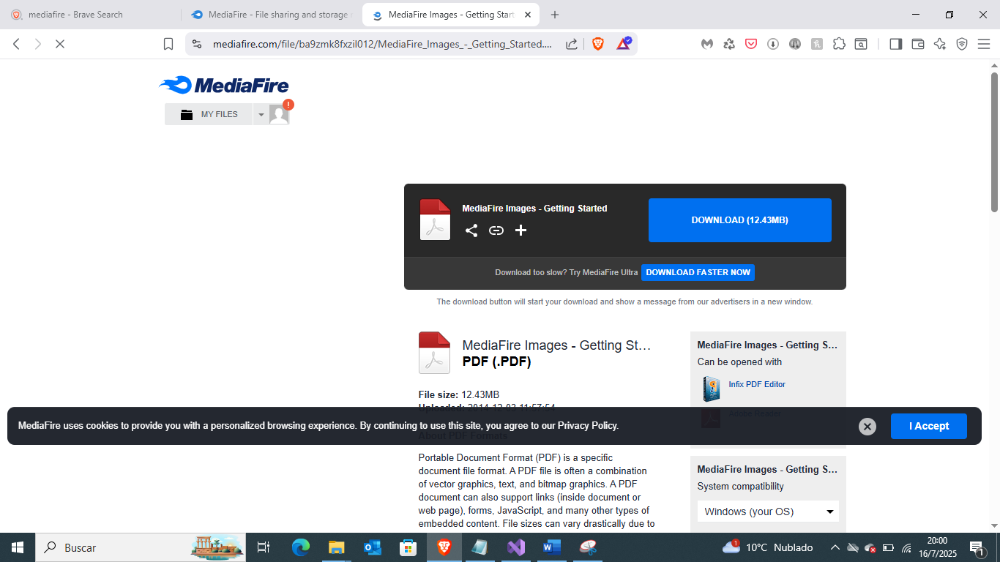 mediafire - Brave Search
MediaFire - File sharing and storage
MediaFire Images - Getting Start
mediafire.com/file/ba9zmk8fxzil012/MediaFire_Images_-_Getting_Started....
MediaFire
MY FILES
!
MediaFire Images - Getting Started
DOWNLOAD (12.43MB)
Download too slow? Try MediaFire Ultra DOWNLOAD FASTER NOW
The download button will start your download and show a message from our advertisers in a new window.
MediaFire Images - Getting St...
PDF (.PDF)
File size: 12.43MB
Uploaded: 2014-12-03 11:57:54
About PDF Formats
Portable Document Format (PDF) is a specific
document file format. A PDF file is often a combination
of vector graphics, text, and bitmap graphics. A PDF
document can also support links (inside document or
web page), forms, JavaScript, and many other types of
embedded content. File sizes can vary drastically due to
MediaFire Images - Getting S...
Can be opened with
Infix PDF Editor
Adobe Reader
MediaFire Images - Getting S...
System compatibility
Windows (your OS)
MediaFire uses cookies to provide you with a personalized browsing experience. By continuing to use this site, you agree to our Privacy Policy.
I Accept
Buscar
1
10°C Nublado
20:00
16/7/2025
1